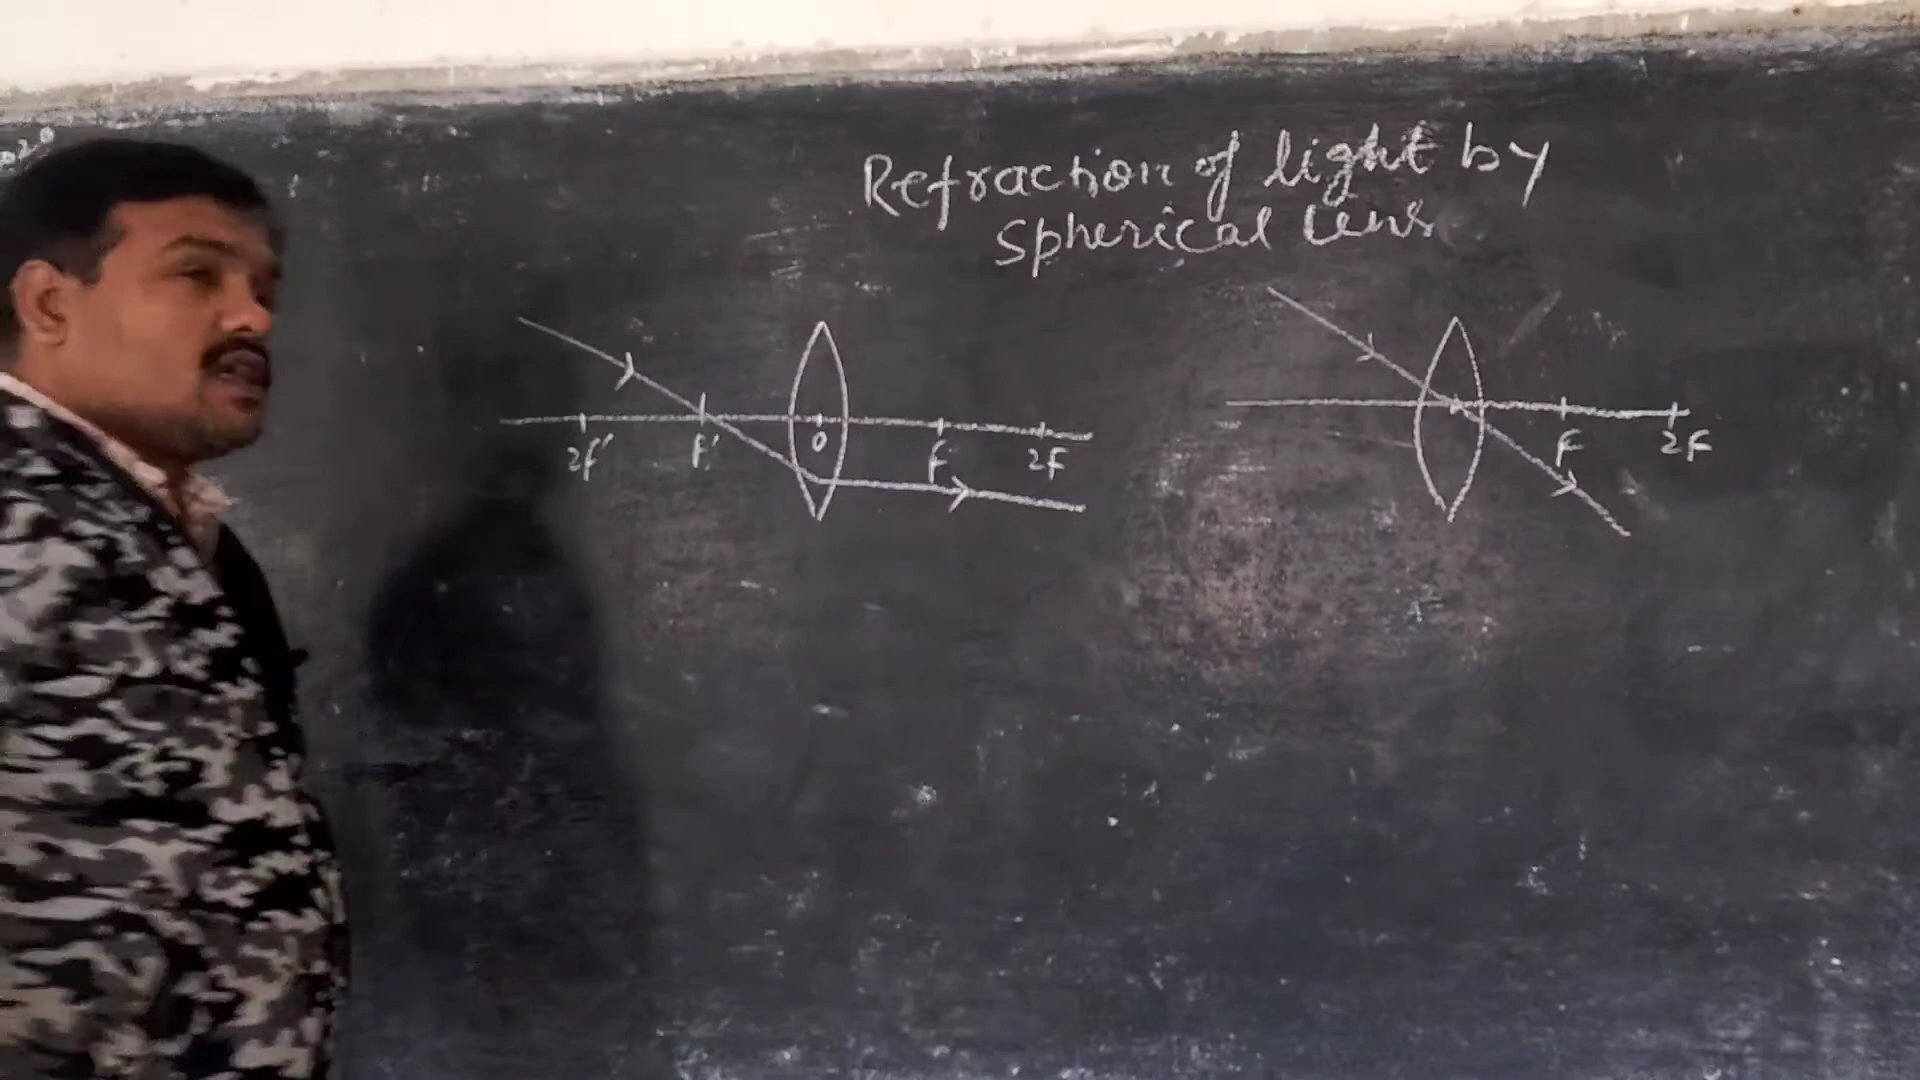 Refraction of light by
Spherical lens
2F' F' O F 2F
F 2F